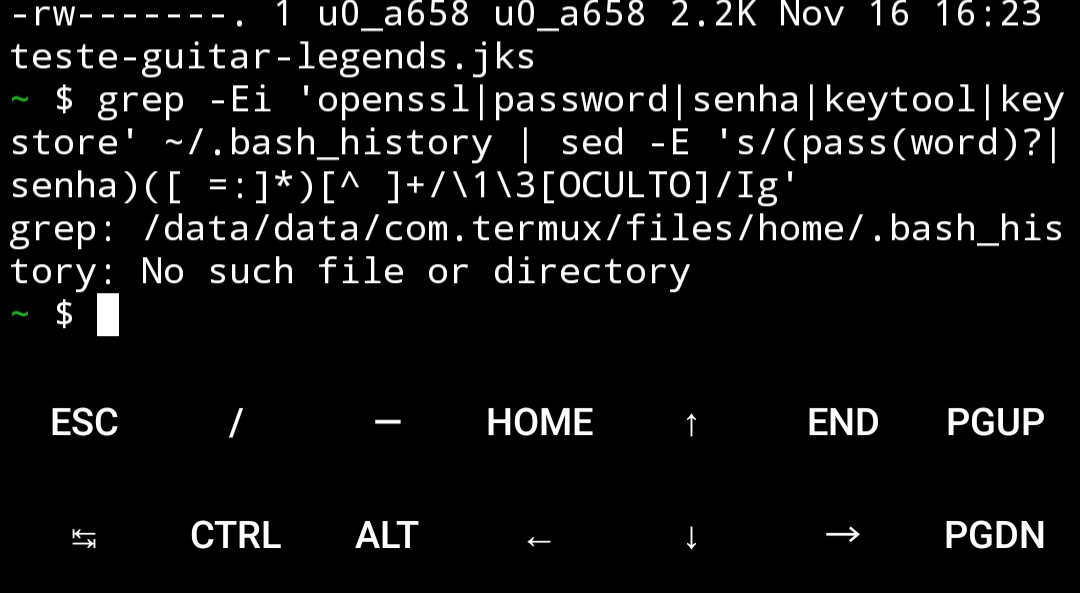 -rw-------. 1 u0_a658 u0_a658 2.2K Nov 16 16:23
teste-guitar-legends.jks
~ $ grep -Ei 'openssl|password|senha|keytool|key
store' ~/.bash_history | sed -E 's/(pass(word)?|
senha)([ =:]*)[^ ]+/\1\3[OCULTO]/Ig'
grep: /data/data/com.termux/files/home/.bash_his
tory: No such file or directory
~ $
ESC / — HOME ↑ END PGUP
↹ CTRL ALT ← ↓ → PGDN